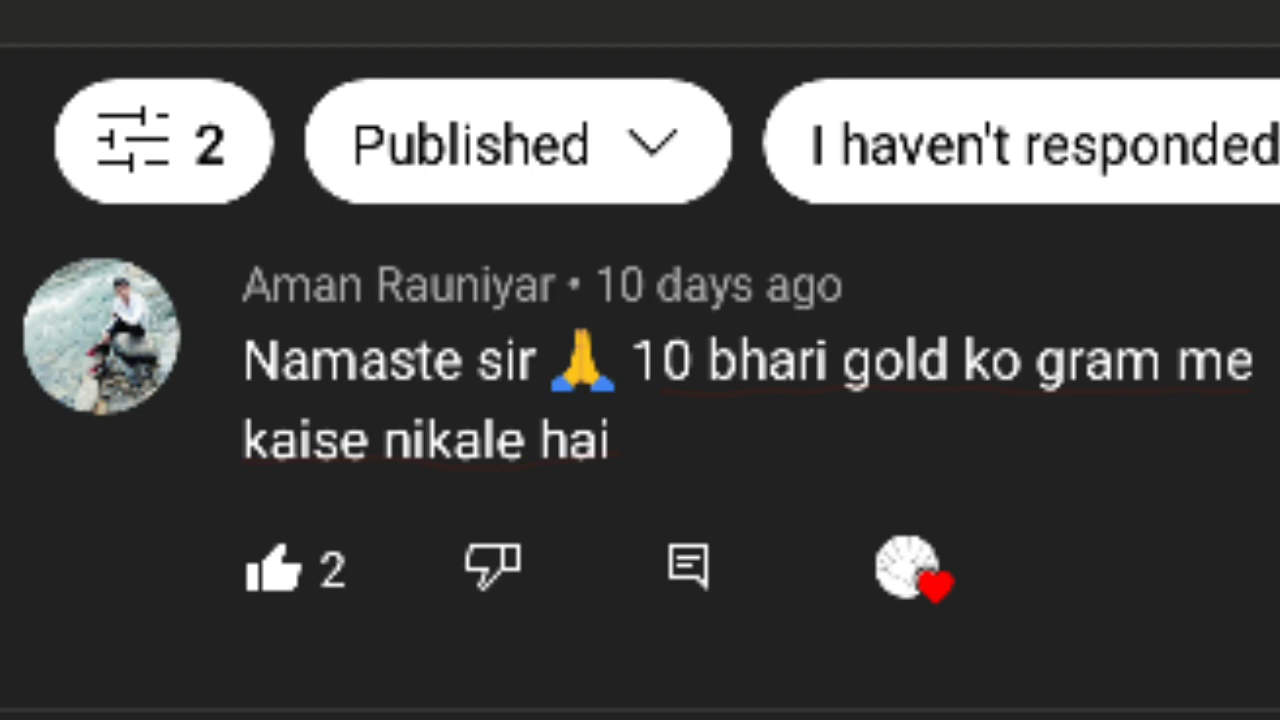 2
Published
I haven't responded
Aman Rauniyar • 10 days ago
Namaste sir 🙏 10 bhari gold ko gram me
kaise nikale hai
2